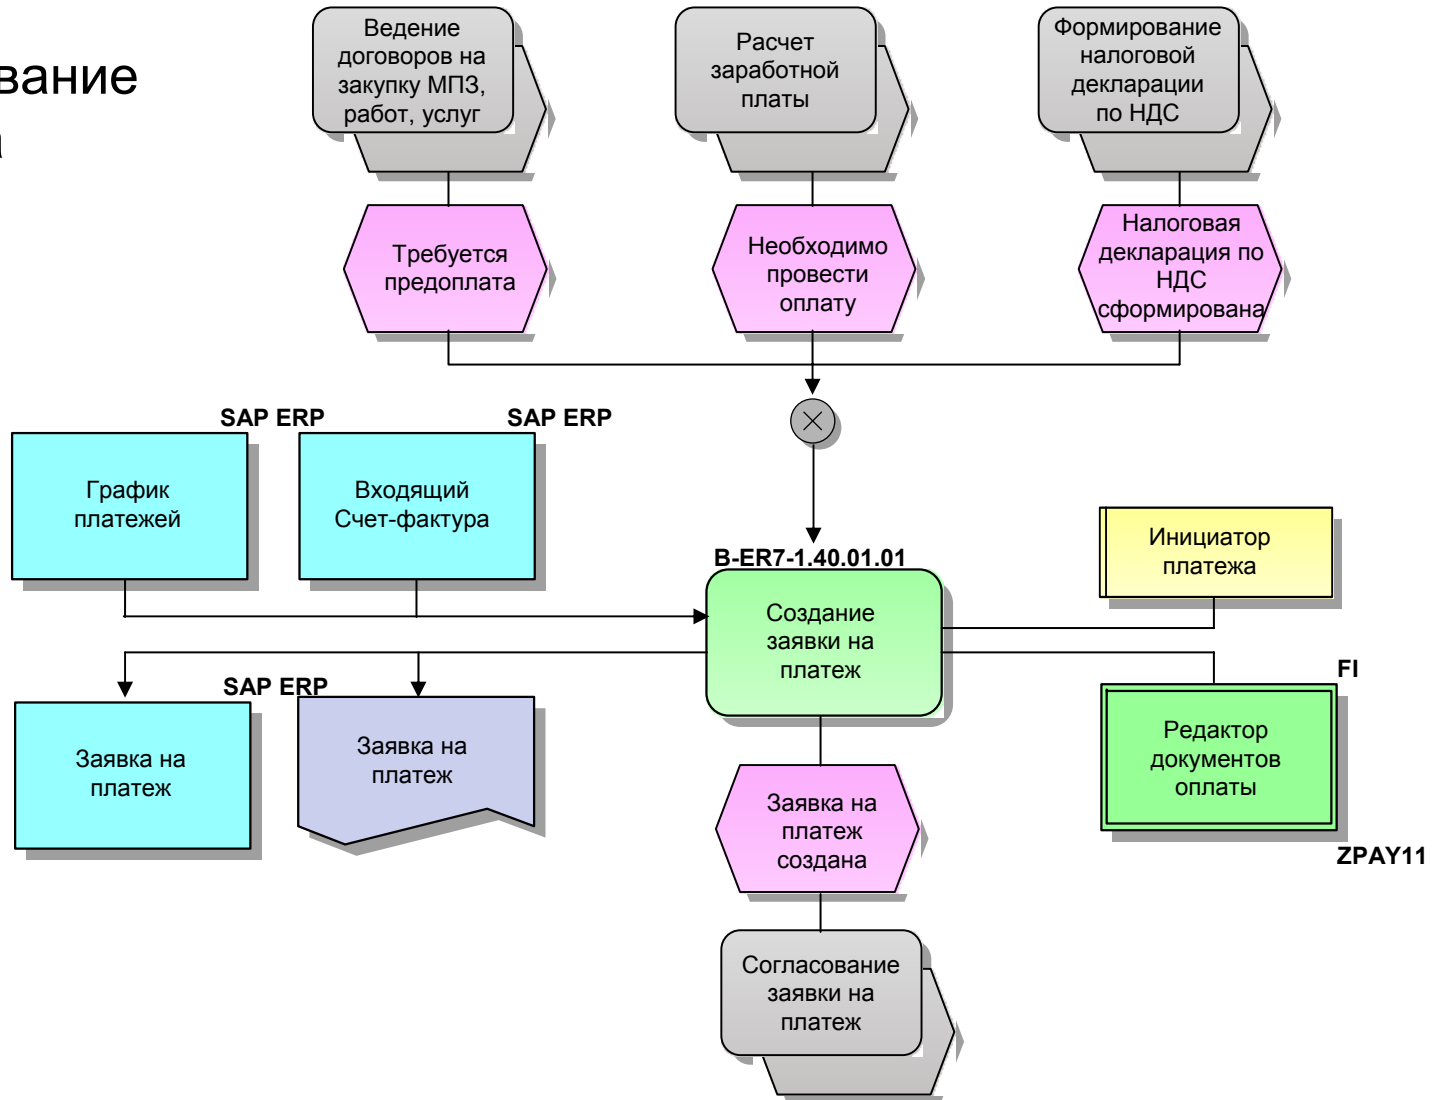 Ведение
договоров на
закупку МПЗ,
работ, услуг
Расчет
заработной
платы
Формирование
налоговой
декларации
по НДС
вание
а
Требуется
предоплата
Необходимо
провести
оплату
Налоговая
декларация по
НДС
сформирована
SAP ERP
SAP ERP
График
платежей
Входящий
Счет-фактура
B-ER7-1.40.01.01
Создание
заявки на
платеж
Инициатор
платежа
SAP ERP
Заявка на
платеж
Заявка на
платеж
FI
Редактор
документов
оплаты
ZPAY11
Заявка на
платеж
создана
Согласование
заявки на
платеж